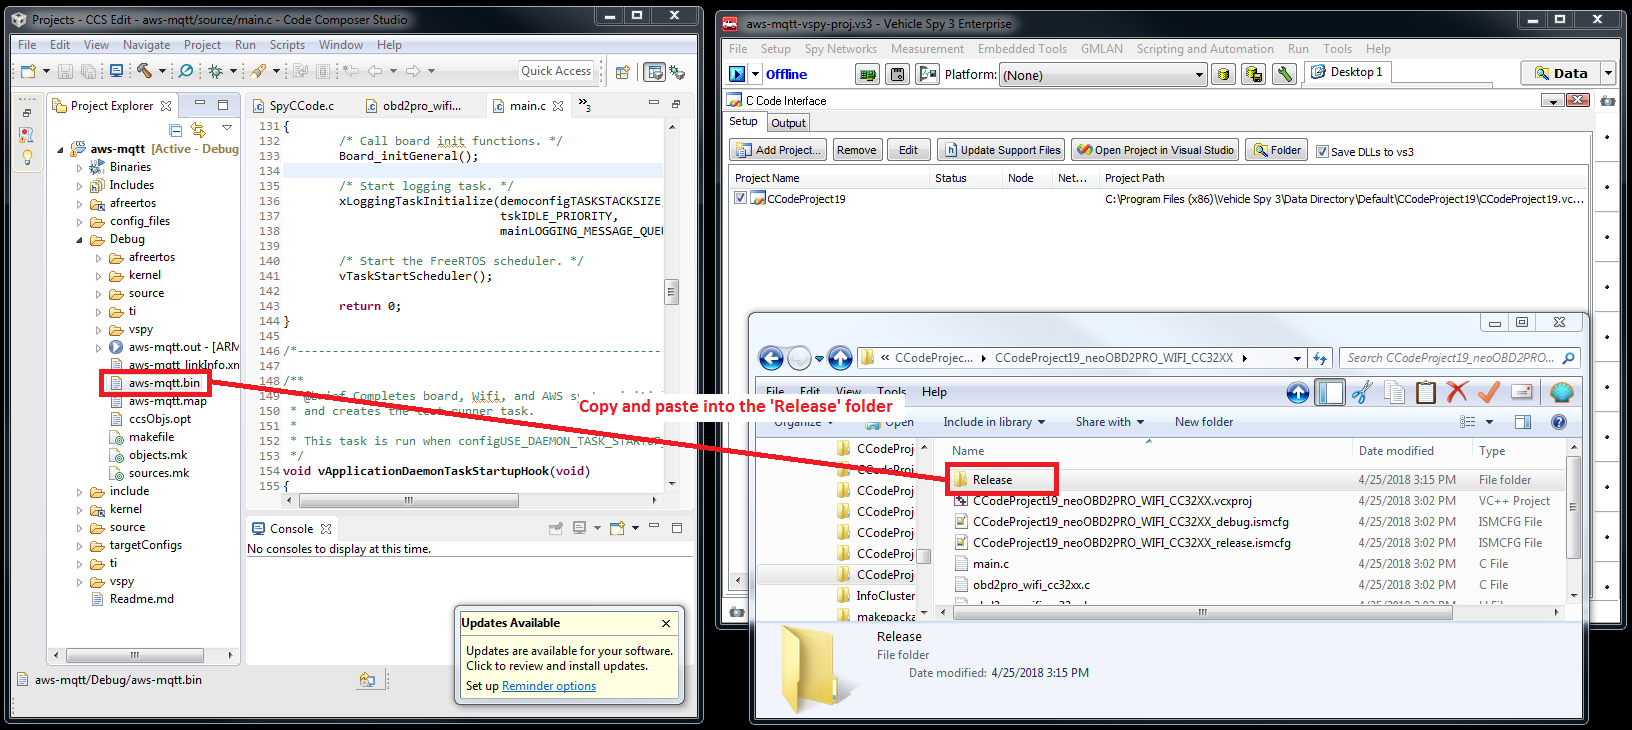 Projects - CCS Edit - aws-mqtt/source/main.c - Code Composer Studio
File Edit View Navigate Project Run Scripts Window Help
Quick Access
Project Explorer
aws-mqtt [Active - Debug
Binaries
Includes
afreertos
config_files
Debug
afreertos
kernel
source
ti
vspy
aws-mqtt.out - [ARM
aws-mqtt_linkInfo.xn
aws-mqtt.bin
aws-mqtt.map
ccsObjs.opt
makefile
objects.mk
sources.mk
include
kernel
source
targetConfigs
ti
vspy
Readme.md
SpyCCode.c
obd2pro_wifi...
main.c
3
131 {
132 /* Call board init functions. */
133 Board_initGeneral();
134
135 /* Start logging task. */
136 xLoggingTaskInitialize(democonfigTASKSTACKSIZE,
137 tskIDLE_PRIORITY,
138 mainLOGGING_MESSAGE_QUEU
139
140 /* Start the FreeRTOS scheduler. */
141 vTaskStartScheduler();
142
143 return 0;
144 }
145
146 /*-----------------------------------------------------
147
148 /**
Completes board, Wifi, and AWS
150 * and creates the
151 *
152 * This task is run when configUSE_DAEMON_TASK_STARTUP
153 */
154 void vApplicationDaemonTaskStartupHook(void)
155 {
Console
No consoles to display at this time.
Updates Available
Updates are available for your software.
Click to review and install updates.
Set up Reminder options
aws-mqtt/Debug/aws-mqtt.bin
Copy and paste into the 'Release' folder
aws-mqtt-vspy-proj.vs3 - Vehicle Spy 3 Enterprise
File Setup Spy Networks Measurement Embedded Tools GMLAN Scripting and Automation Run Tools Help
Offline
Platform: (None)
Desktop 1
Data
C Code Interface
Setup Output
Add Project... Remove Edit Update Support Files Open Project in Visual Studio Folder Save DLLs to vs3
Project Name Status Node Net... Project Path
CCodeProject19 C:\Program Files (x86)\Vehicle Spy 3\Data Directory\Default\CCodeProject19\CCodeProject19.vc...
CCodeProjec... CCodeProject19_neoOBD2PRO_WIFI_CC32XX
Search CCodeProject19_neoOBD2PRO...
File Edit View Tools Help
Organize Open Include in library Share with New folder
CCodeProj
CCodeProj
CCodeProj
CCodeProj
CCodeProj
CCodeProj
CCodeProj
InfoCluster
makepacka
Name Date modified Type
Release 4/25/2018 3:15 PM File folder
CCodeProject19_neoOBD2PRO_WIFI_CC32XX.vcxproj 4/25/2018 3:02 PM VC++ Project
CCodeProject19_neoOBD2PRO_WIFI_CC32XX_debug.ismcfg 4/25/2018 3:02 PM ISMCFG File
CCodeProject19_neoOBD2PRO_WIFI_CC32XX_release.ismcfg 4/25/2018 3:02 PM ISMCFG File
main.c 4/25/2018 3:02 PM C File
obd2pro_wifi_cc32xx.c 4/25/2018 3:02 PM C File
Release
File folder
Date modified: 4/25/2018 3:15 PM